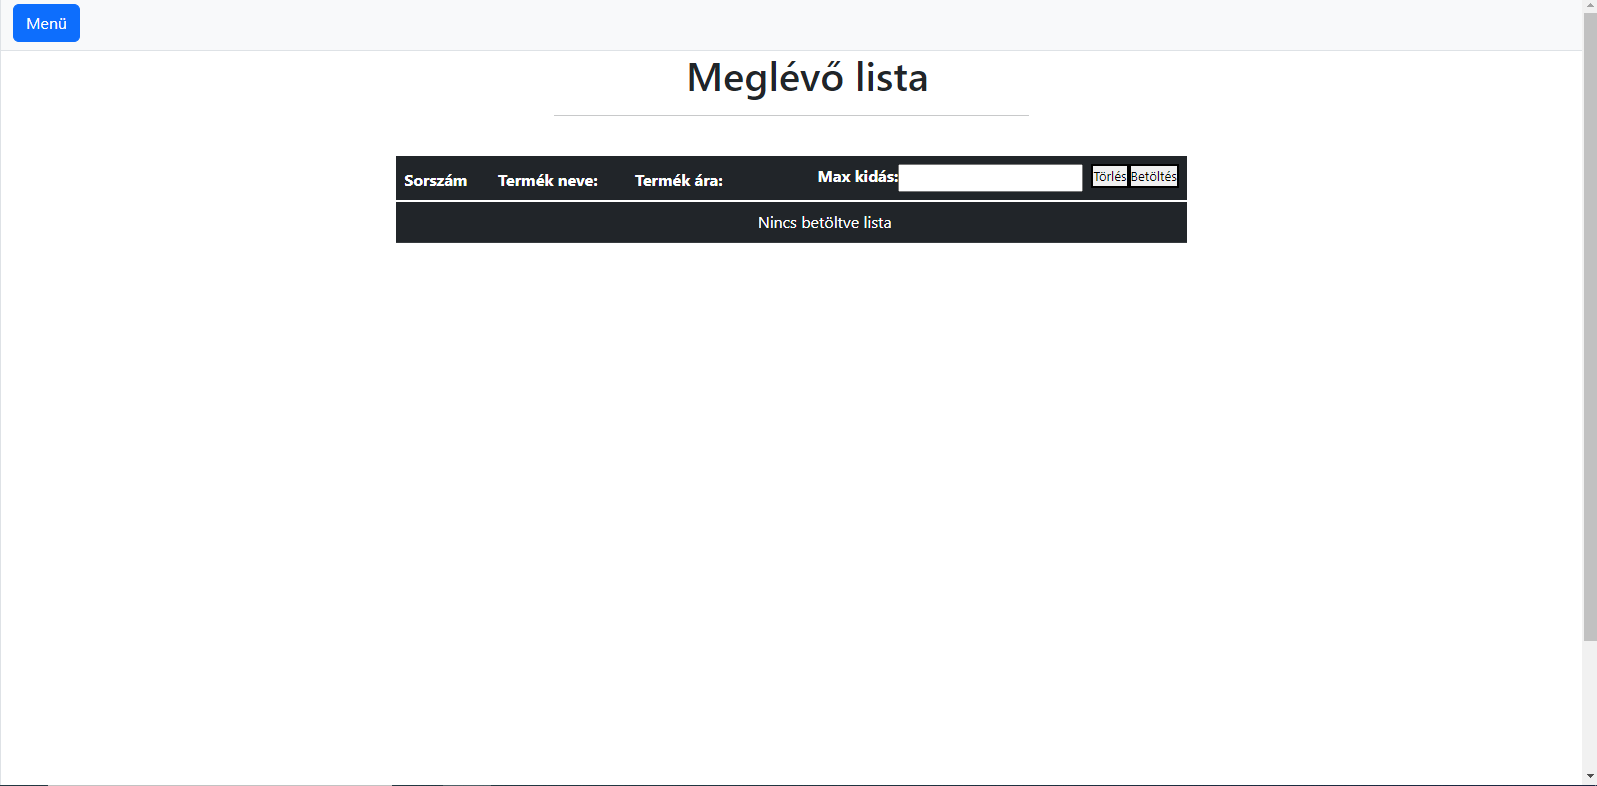 Menü
Meglévő lista
Sorszám Termék neve: Termék ára: Max kidás: Törlés Betöltés
Nincs betöltve lista